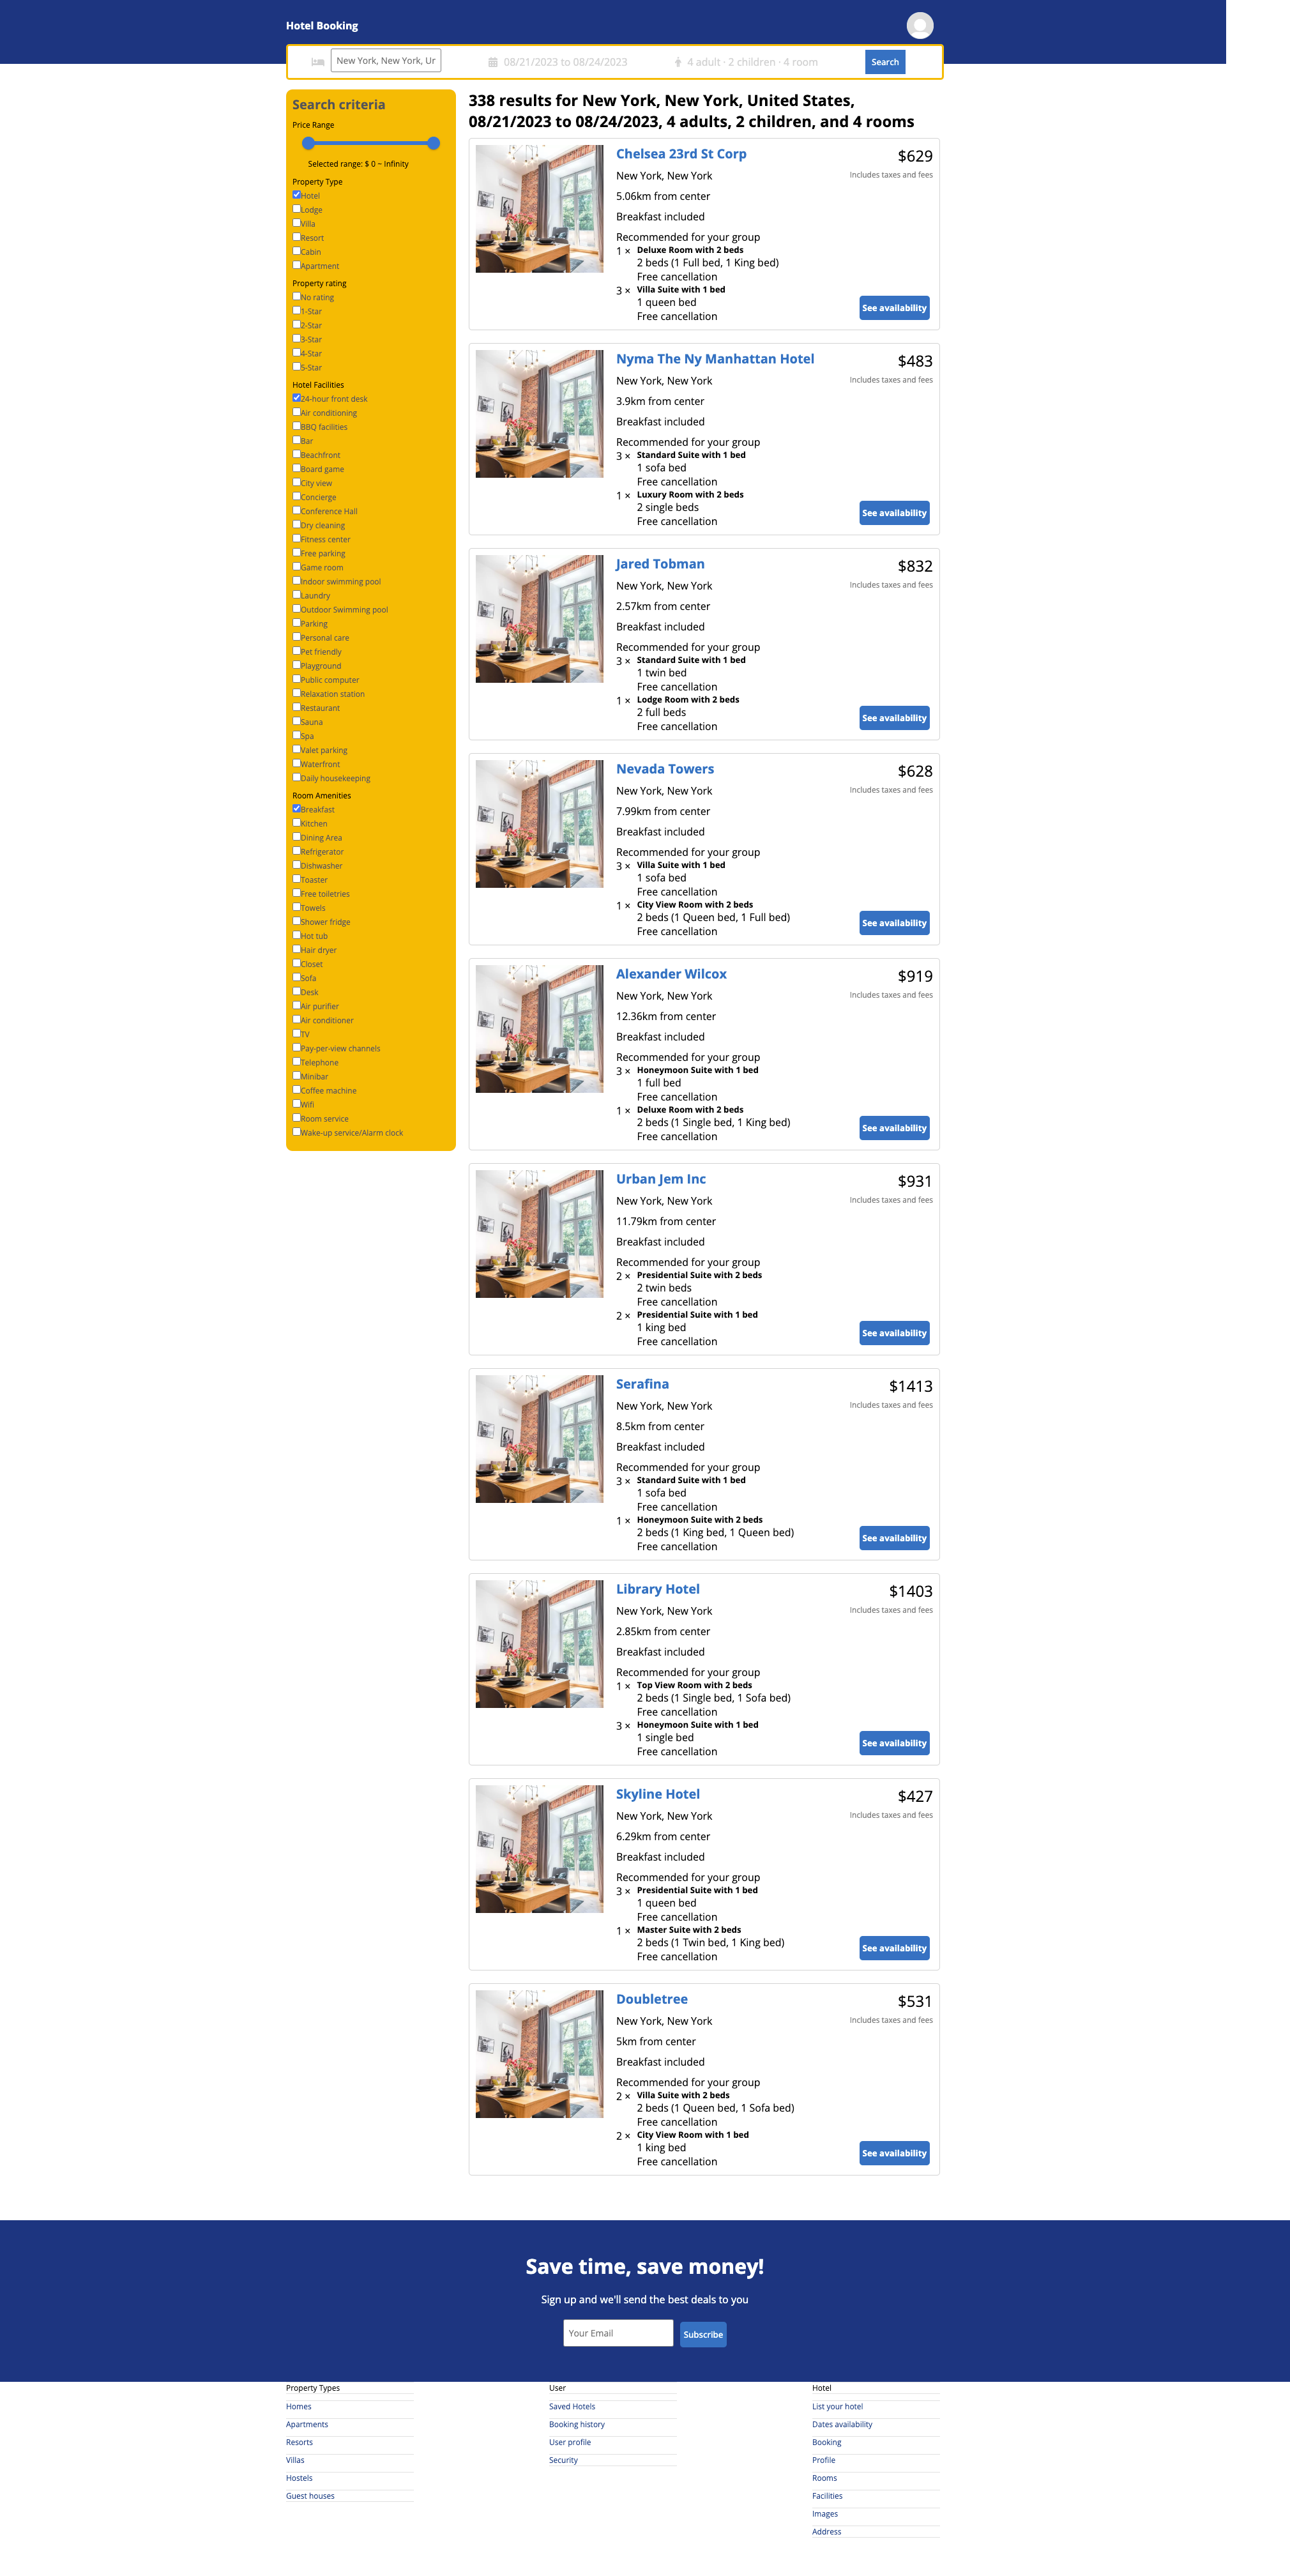 Hotel Booking
New York, New York, Ur
08/21/2023 to 08/24/2023
4 adult · 2 children · 4 room
Search
Search criteria
Price Range
Selected range: $ 0 ~ Infinity
Property Type
Hotel
Lodge
Villa
Resort
Cabin
Apartment
Property rating
No rating
1-Star
2-Star
3-Star
4-Star
5-Star
Hotel Facilities
24-hour front desk
Air conditioning
BBQ facilities
Bar
Beachfront
Board game
City view
Concierge
Conference Hall
Dry cleaning
Fitness center
Free parking
Game room
Indoor swimming pool
Laundry
Outdoor Swimming pool
Parking
Personal care
Pet friendly
Playground
Public computer
Relaxation station
Restaurant
Sauna
Spa
Valet parking
Waterfront
Daily housekeeping
Room Amenities
Breakfast
Kitchen
Dining Area
Refrigerator
Dishwasher
Toaster
Free toiletries
Towels
Shower fridge
Hot tub
Hair dryer
Closet
Sofa
Desk
Air purifier
Air conditioner
TV
Pay-per-view channels
Telephone
Minibar
Coffee machine
Wifi
Room service
Wake-up service/Alarm clock
338 results for New York, New York, United States,
08/21/2023 to 08/24/2023, 4 adults, 2 children, and 4 rooms
Chelsea 23rd St Corp
$629
New York, New York
Includes taxes and fees
5.06km from center
Breakfast included
Recommended for your group
1 × Deluxe Room with 2 beds
2 beds (1 Full bed, 1 King bed)
Free cancellation
3 × Villa Suite with 1 bed
1 queen bed
Free cancellation
See availability
Nyma The Ny Manhattan Hotel
$483
New York, New York
Includes taxes and fees
3.9km from center
Breakfast included
Recommended for your group
3 × Standard Suite with 1 bed
1 sofa bed
Free cancellation
1 × Luxury Room with 2 beds
2 single beds
Free cancellation
See availability
Jared Tobman
$832
New York, New York
Includes taxes and fees
2.57km from center
Breakfast included
Recommended for your group
3 × Standard Suite with 1 bed
1 twin bed
Free cancellation
1 × Lodge Room with 2 beds
2 full beds
Free cancellation
See availability
Nevada Towers
$628
New York, New York
Includes taxes and fees
7.99km from center
Breakfast included
Recommended for your group
3 × Villa Suite with 1 bed
1 sofa bed
Free cancellation
1 × City View Room with 2 beds
2 beds (1 Queen bed, 1 Full bed)
Free cancellation
See availability
Alexander Wilcox
$919
New York, New York
Includes taxes and fees
12.36km from center
Breakfast included
Recommended for your group
3 × Honeymoon Suite with 1 bed
1 full bed
Free cancellation
1 × Deluxe Room with 2 beds
2 beds (1 Single bed, 1 King bed)
Free cancellation
See availability
Urban Jem Inc
$931
New York, New York
Includes taxes and fees
11.79km from center
Breakfast included
Recommended for your group
2 × Presidential Suite with 2 beds
2 twin beds
Free cancellation
2 × Presidential Suite with 1 bed
1 king bed
Free cancellation
See availability
Serafina
$1413
New York, New York
Includes taxes and fees
8.5km from center
Breakfast included
Recommended for your group
3 × Standard Suite with 1 bed
1 sofa bed
Free cancellation
1 × Honeymoon Suite with 2 beds
2 beds (1 King bed, 1 Queen bed)
Free cancellation
See availability
Library Hotel
$1403
New York, New York
Includes taxes and fees
2.85km from center
Breakfast included
Recommended for your group
1 × Top View Room with 2 beds
2 beds (1 Single bed, 1 Sofa bed)
Free cancellation
3 × Honeymoon Suite with 1 bed
1 single bed
Free cancellation
See availability
Skyline Hotel
$427
New York, New York
Includes taxes and fees
6.29km from center
Breakfast included
Recommended for your group
3 × Presidential Suite with 1 bed
1 queen bed
Free cancellation
1 × Master Suite with 2 beds
2 beds (1 Twin bed, 1 King bed)
Free cancellation
See availability
Doubletree
$531
New York, New York
Includes taxes and fees
5km from center
Breakfast included
Recommended for your group
2 × Villa Suite with 2 beds
2 beds (1 Queen bed, 1 Sofa bed)
Free cancellation
2 × City View Room with 1 bed
1 king bed
Free cancellation
See availability
Save time, save money!
Sign up and we'll send the best deals to you
Your Email
Subscribe
Property Types
Homes
Apartments
Resorts
Villas
Hostels
Guest houses
User
Saved Hotels
Booking history
User profile
Security
Hotel
List your hotel
Dates availability
Booking
Profile
Rooms
Facilities
Images
Address